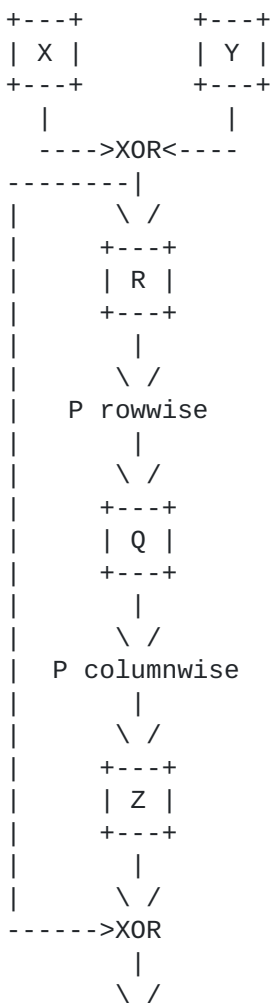 +---+       +---+
| X |       | Y |
+---+       +---+
  |           |
  ---->XOR<----
--------|
|      \ /
|     +---+
|     | R |
|     +---+
|       |
|      \ /
|   P rowwise
|       |
|      \ /
|     +---+
|     | Q |
|     +---+
|       |
|      \ /
|  P columnwise
|       |
|      \ /
|     +---+
|     | Z |
|     +---+
|       |
|      \ /
------>XOR
        |
       \ /